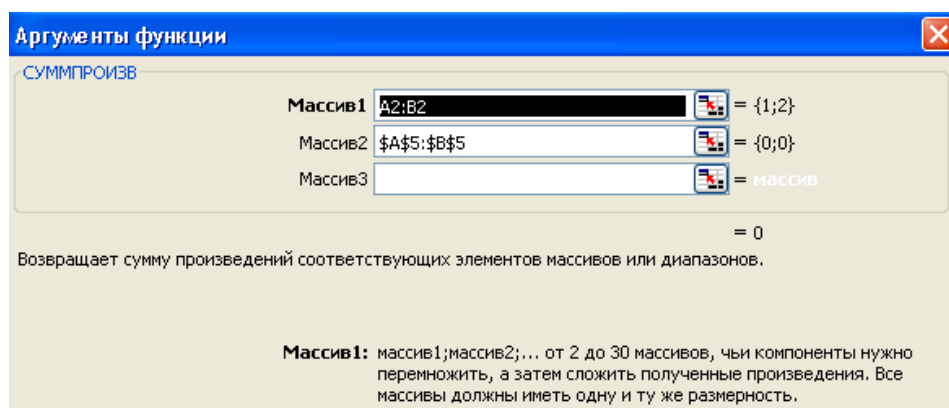 Аргументы функции
СУММПРОИЗВ
Массив1 A2:B2 = {1;2}
Массив2 $A$5:$B$5 = {0;0}
Массив3 = массив
= 0
Возвращает сумму произведений соответствующих элементов массивов или диапазонов.
Массив1: массив1;массив2;... от 2 до 30 массивов, чьи компоненты нужно
перемножить, а затем сложить полученные произведения. Все
массивы должны иметь одну и ту же размерность.